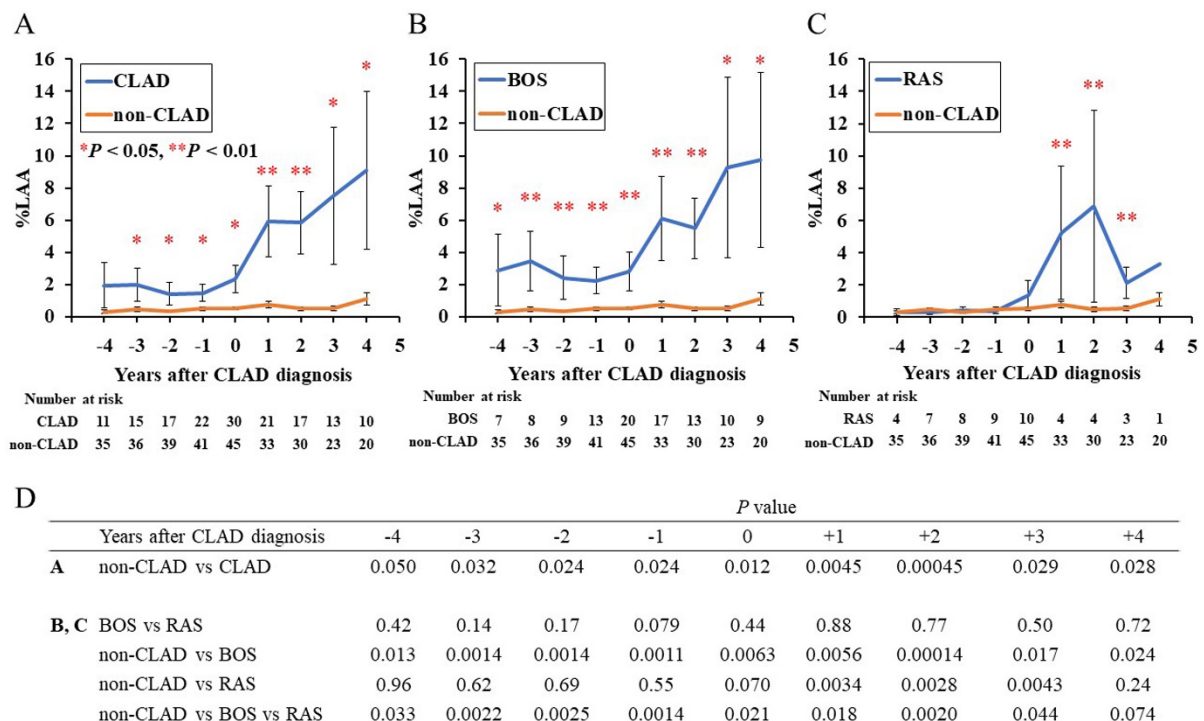 A
16
14
12
10
8
6
4
2
0
%LAA
CLAD
non-CLAD
*P < 0.05, **P < 0.01
*
*
*
*
*
**
**
*
*
-4 -3 -2 -1 0 1 2 3 4 5
Years after CLAD diagnosis
Number at risk
CLAD 11 15 17 22 30 21 17 13 10
non-CLAD 35 36 39 41 45 33 30 23 20
B
16
14
12
10
8
6
4
2
0
%LAA
BOS
non-CLAD
*
**
**
**
**
**
**
*
*
-4 -3 -2 -1 0 1 2 3 4 5
Years after CLAD diagnosis
Number at risk
BOS 7 8 9 13 20 17 13 10 9
non-CLAD 35 36 39 41 45 33 30 23 20
C
16
14
12
10
8
6
4
2
0
%LAA
RAS
non-CLAD
**
**
**
-4 -3 -2 -1 0 1 2 3 4 5
Years after CLAD diagnosis
Number at risk
RAS 4 7 8 9 10 4 4 3 1
non-CLAD 35 36 39 41 45 33 30 23 20
D
P value
Years after CLAD diagnosis -4 -3 -2 -1 0 +1 +2 +3 +4
A non-CLAD vs CLAD 0.050 0.032 0.024 0.024 0.012 0.0045 0.00045 0.029 0.028
B, C BOS vs RAS 0.42 0.14 0.17 0.079 0.44 0.88 0.77 0.50 0.72
non-CLAD vs BOS 0.013 0.0014 0.0014 0.0011 0.0063 0.0056 0.00014 0.017 0.024
non-CLAD vs RAS 0.96 0.62 0.69 0.55 0.070 0.0034 0.0028 0.0043 0.24
non-CLAD vs BOS vs RAS 0.033 0.0022 0.0025 0.0014 0.021 0.018 0.0020 0.044 0.074